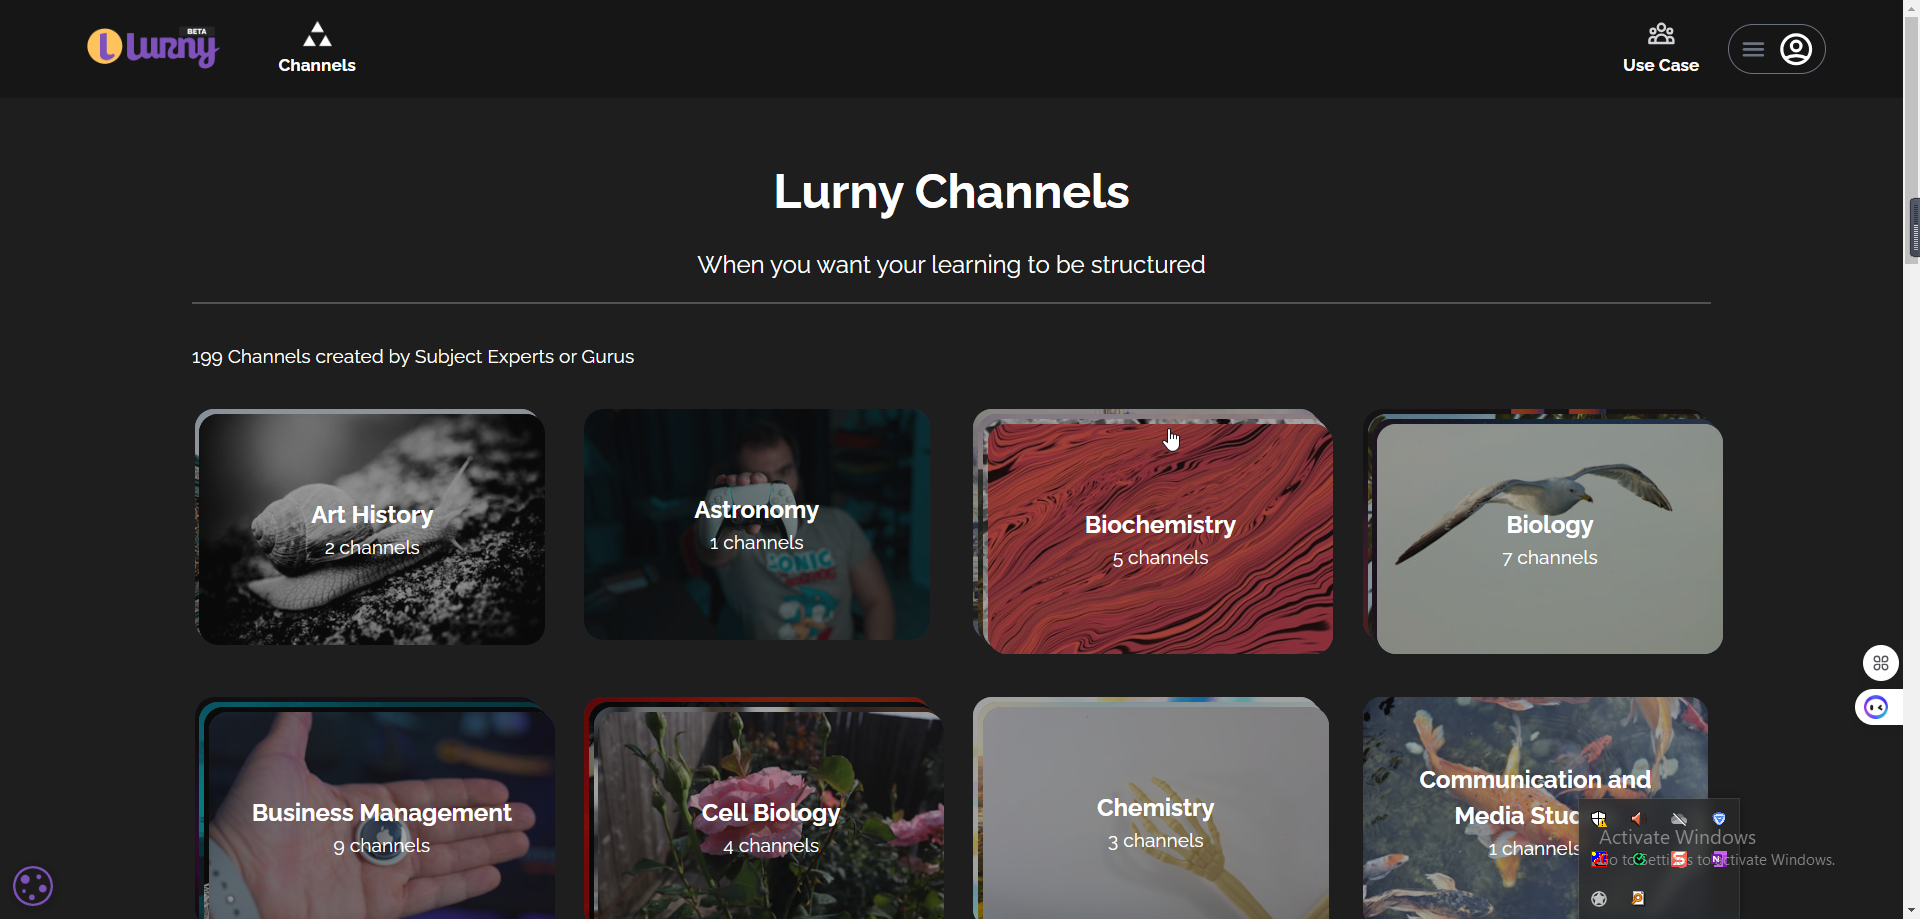 BETA
Lurny
Channels
Use Case
Lurny Channels
When you want your learning to be structured
199 Channels created by Subject Experts or Gurus
Art History
2 channels
Astronomy
1 channels
Biochemistry
5 channels
Biology
7 channels
SONIC
Business Management
9 channels
Cell Biology
4 channels
Chemistry
3 channels
Communication and
Media Stud
1 channels
Activate Windows
Go to Settings to activate Windows.